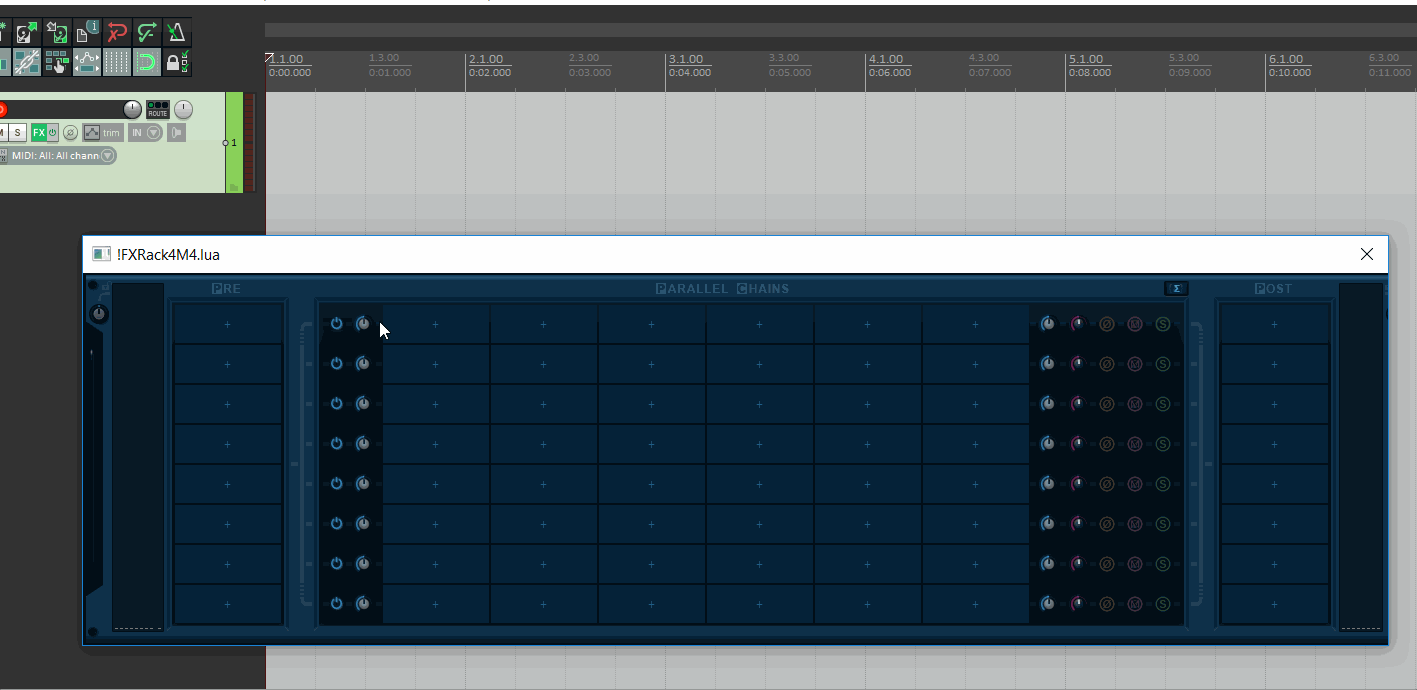 1.1.00 1.3.00 2.1.00 2.3.00 3.1.00 3.3.00 4.1.00 4.3.00 5.1.00 5.3.00 6.1.00 6.3.00
0:00.000 0:01.000 0:02.000 0:03.000 0:04.000 0:05.000 0:06.000 0:07.000 0:08.000 0:09.000 0:10.000 0:11.000
ROUTE
S FX trim IN
1
MIDI: All: All chann
!FXRack4M4.lua
PRE PARALLEL CHAINS Σ POST
+ + + + + + + Ø M S +
+ + + + + + + Ø M S +
+ + + + + + + Ø M S +
+ + + + + + + Ø M S +
+ + + + + + + Ø M S +
+ + + + + + + Ø M S +
+ + + + + + + Ø M S +
+ + + + + + + Ø M S +